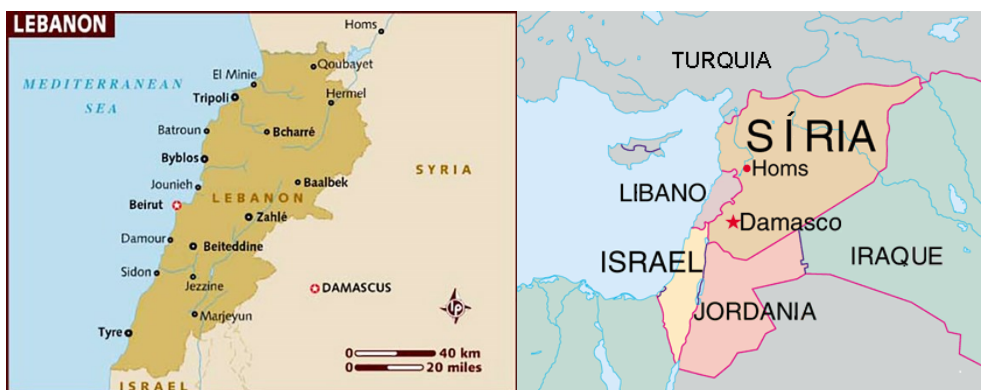 LEBANON
Homs
MEDITERRANEAN
SEA
Qoubayet
El Minie
Tripoli
Hermel
Batroun
Bcharré
Byblos
SYRIA
Jounieh
Baalbek
LEBANON
Beirut
Zahlé
Damour
Beiteddine
Sidon
Jezzine
DAMASCUS
Marjeyun
Tyre
lp
0 40 km
0 20 miles
ISRAEL
TURQUIA
SÍRIA
Homs
LIBANO
Damasco
ISRAEL
IRAQUE
JORDANIA